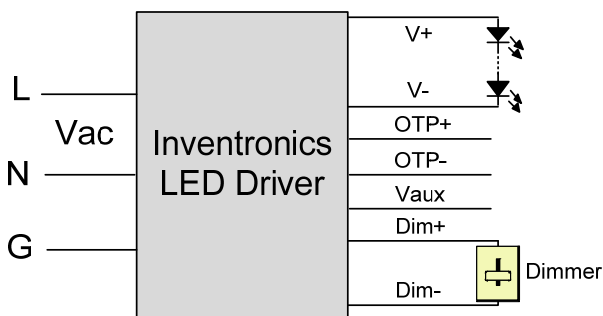 L
Vac
N
G
Inventronics
LED Driver
V+
V-
OTP+
OTP-
Vaux
Dim+
Dim-
Dimmer